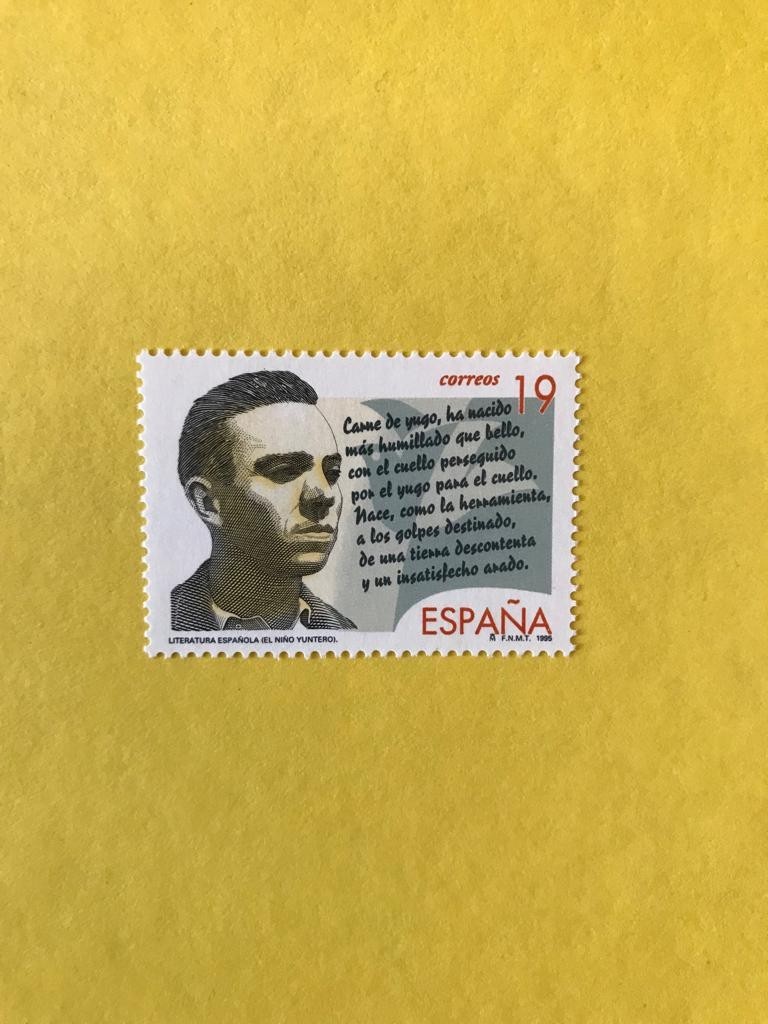 correos 19
Carne de yugo, ha nacido
más humillado que bello,
con el cuello perseguido
por el yugo para el cuello.
Nace, como la herramienta,
a los golpes destinado,
de una tierra descontenta
y un insatisfecho arado.
ESPAÑA
LITERATURA ESPAÑOLA (EL NIÑO YUNTERO).
F.N.M.T. 1995